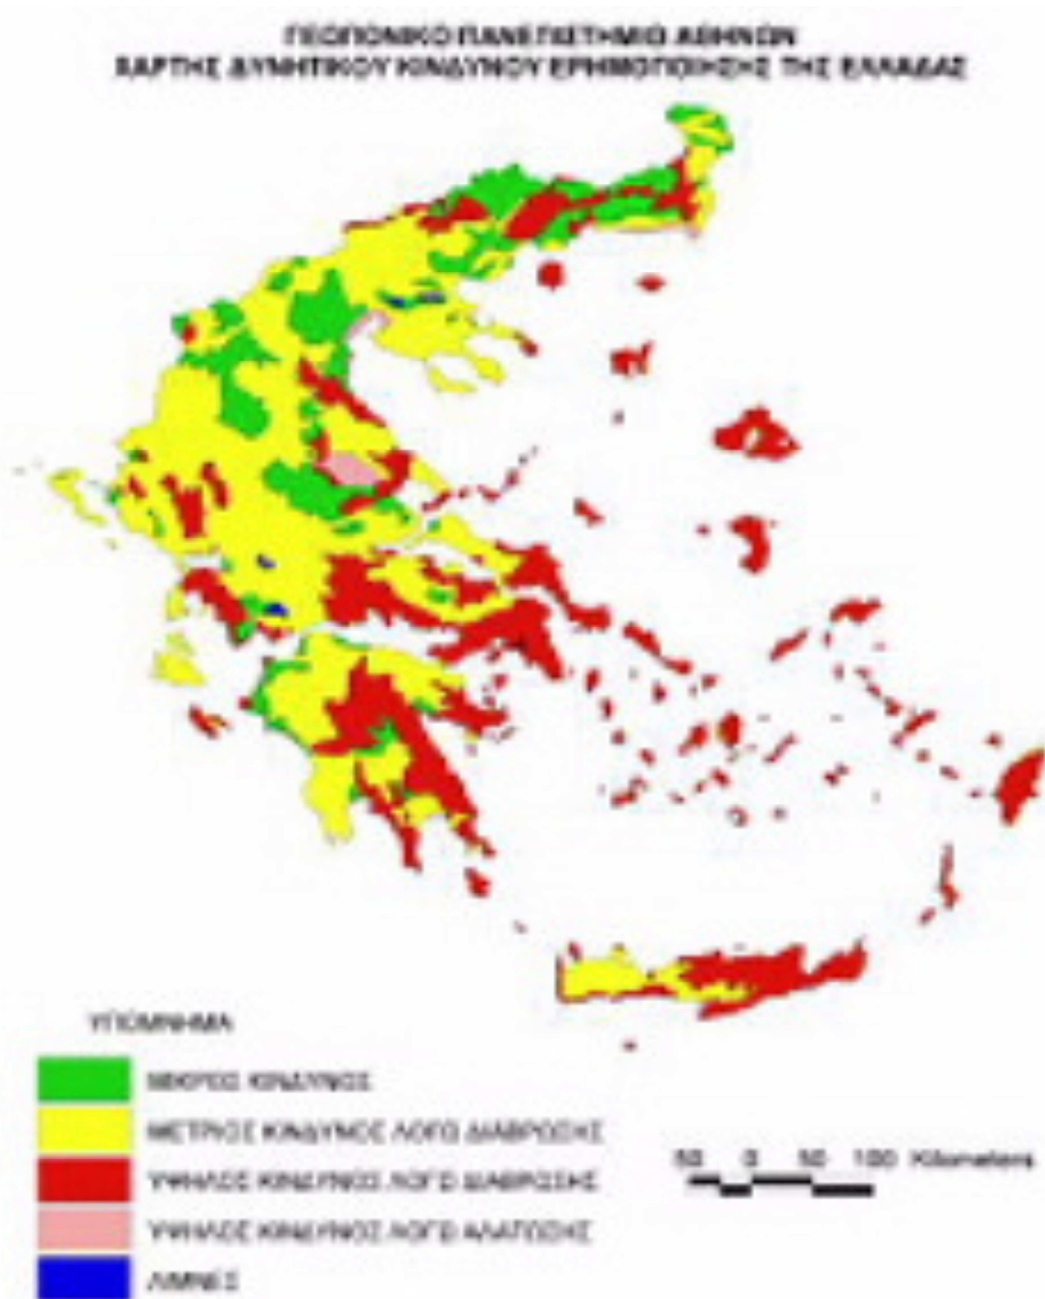 ΓΕΩΠΟΝΙΚΟ ΠΑΝΕΠΙΣΤΗΜΙΟ ΑΘΗΝΩΝ
ΧΑΡΤΗΣ ΔΥΝΗΤΙΚΟΥ ΚΙΝΔΥΝΟΥ ΕΡΗΜΟΠΟΙΗΣΗΣ ΤΗΣ ΕΛΛΑΔΑΣ
ΥΠΟΜΝΗΜΑ
ΜΙΚΡΟΣ ΚΙΝΔΥΝΟΣ
ΜΕΤΡΙΟΣ ΚΙΝΔΥΝΟΣ ΛΟΓΩ ΔΙΑΒΡΩΣΗΣ
ΥΨΗΛΟΣ ΚΙΝΔΥΝΟΣ ΛΟΓΩ ΔΙΑΒΡΩΣΗΣ
ΥΨΗΛΟΣ ΚΙΝΔΥΝΟΣ ΛΟΓΩ ΑΛΑΤΩΣΗΣ
ΛΙΜΝΕΣ
50 0 50 100 Kilometers